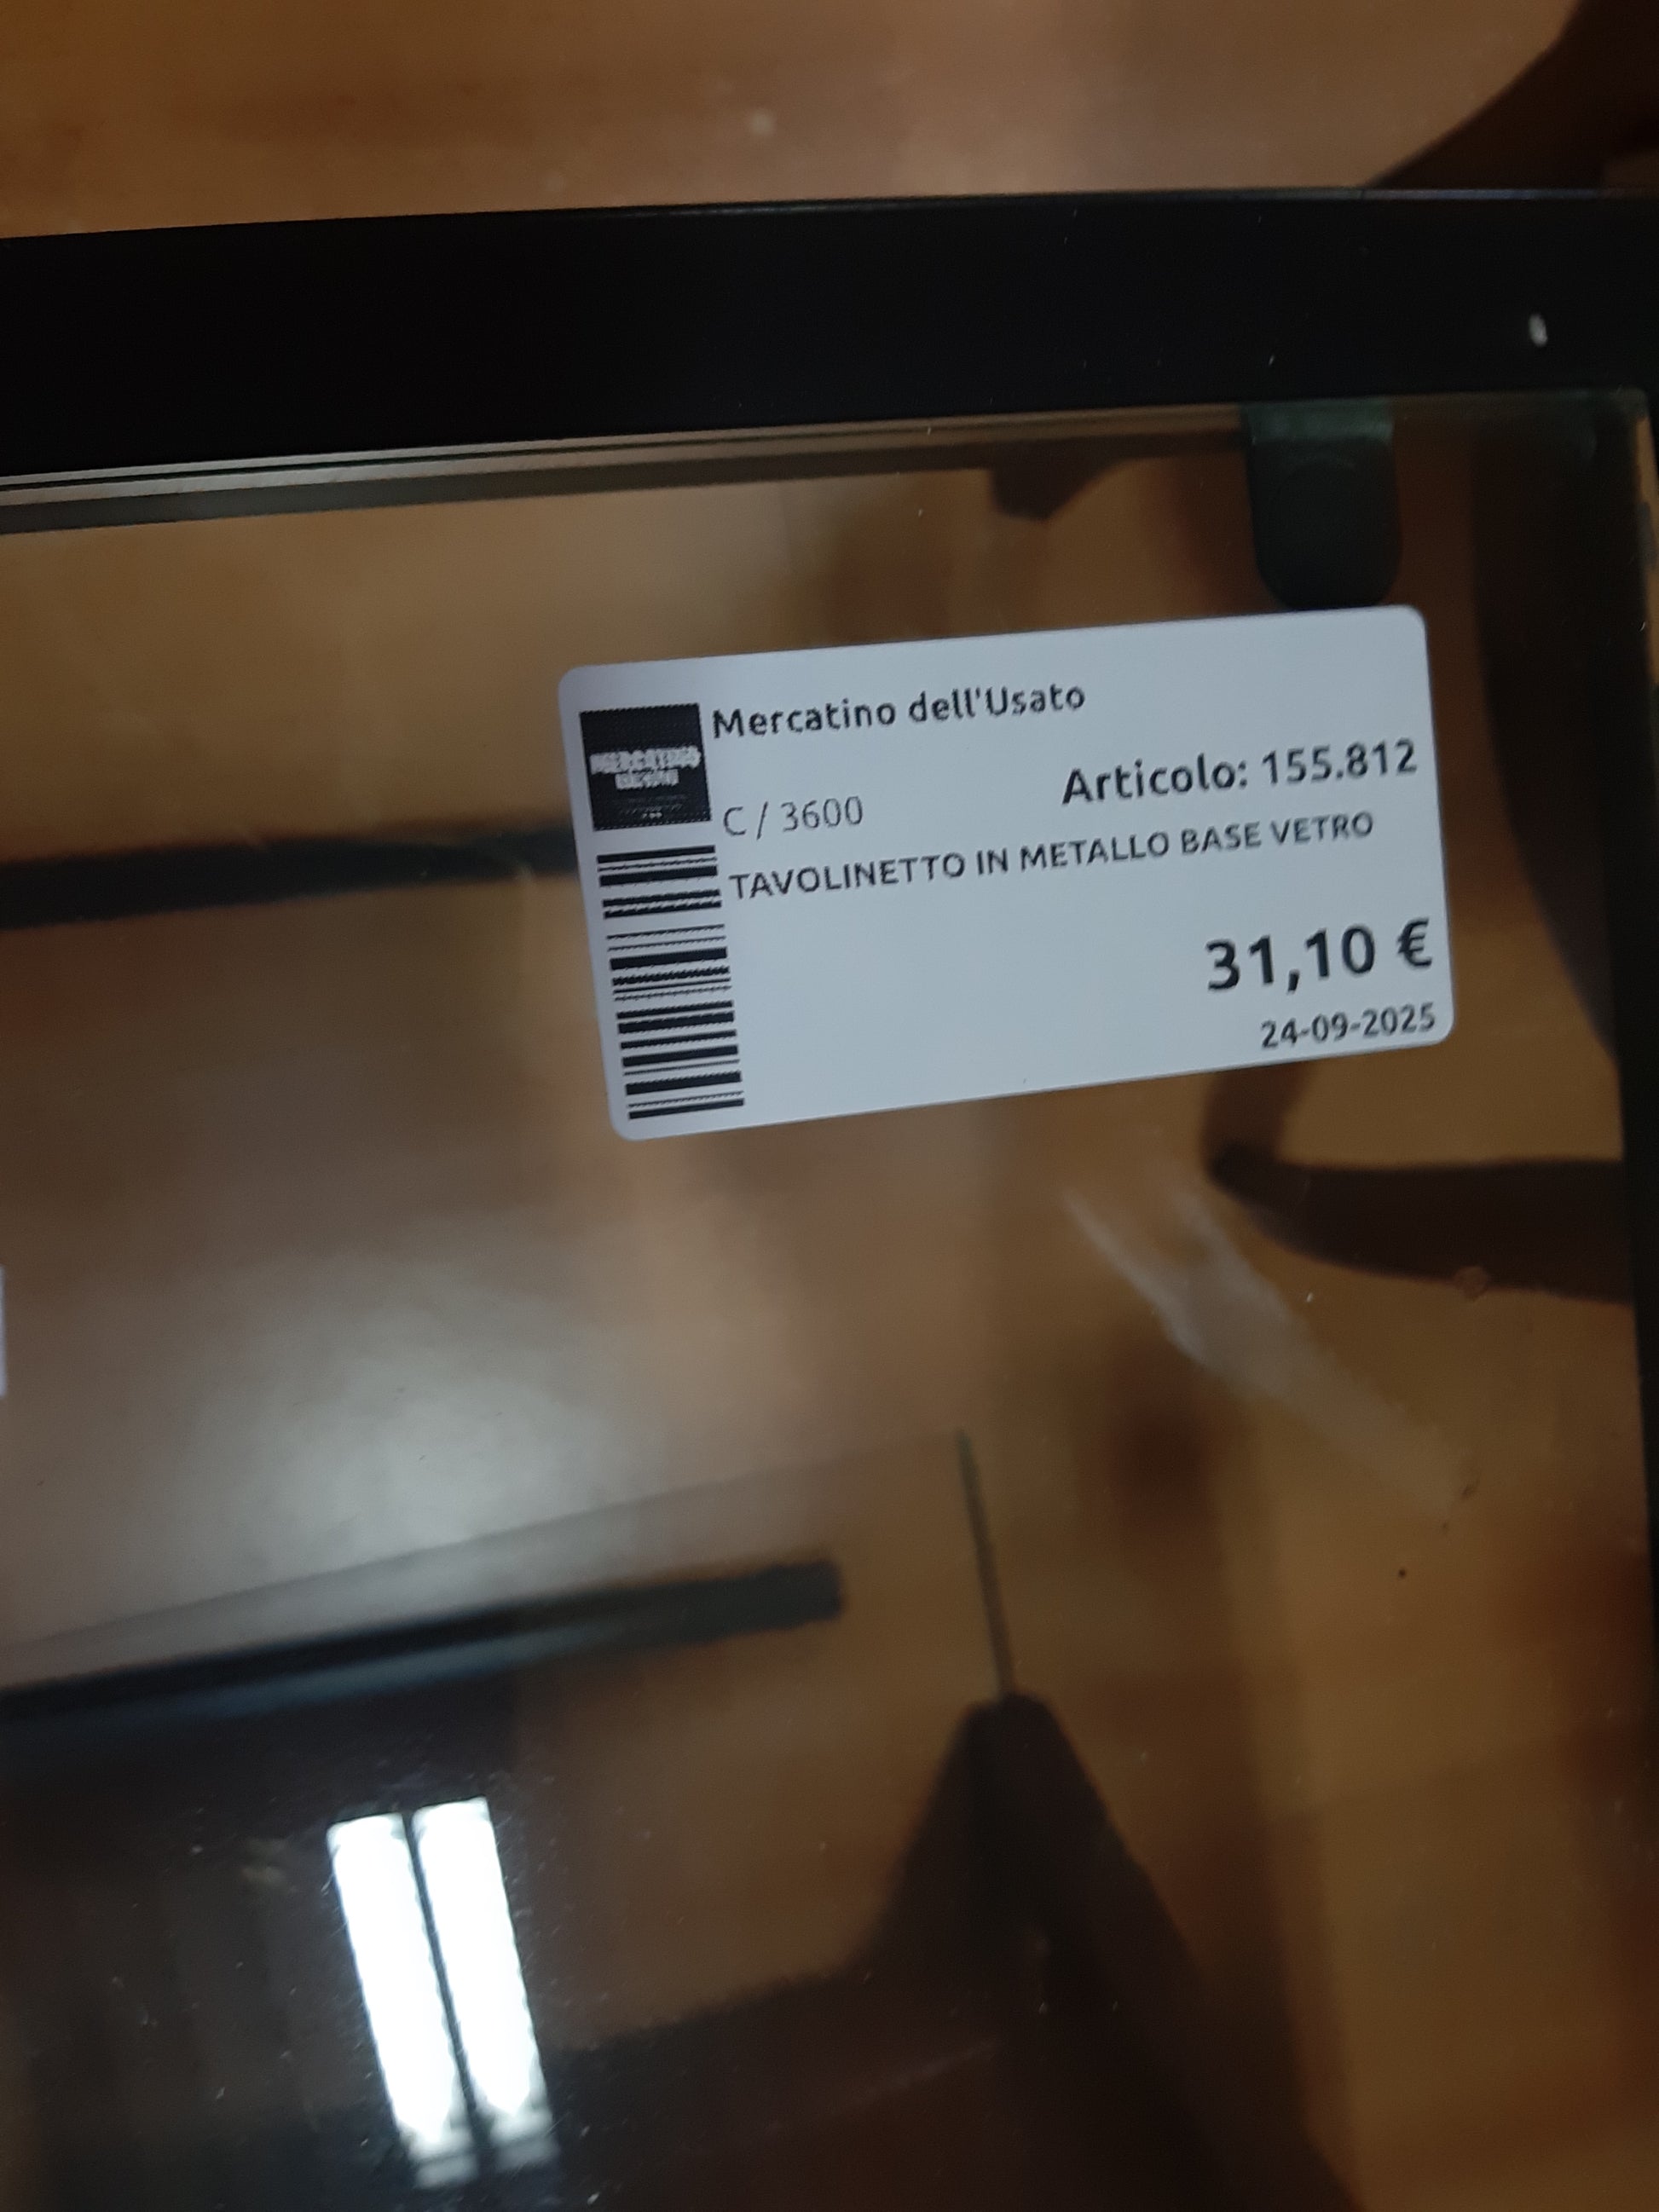 Mercatino dell'Usato
Articolo: 155.812
C / 3600
TAVOLINETTO IN METALLO BASE VETRO
31,10 €
24-09-2025